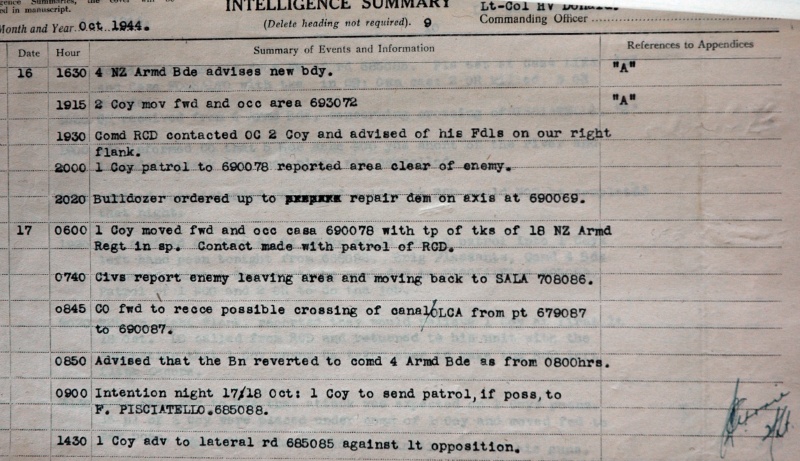 INTELLIGENCE SUMMARY
ed in manuscript.
Lt-Col HV
Month and Year Oct 1944. (Delete heading not required). 9 Commanding Officer
Date Hour Summary of Events and Information References to Appendices
16 1630 4 NZ Armd Bde advises new bdy. "A"
1915 2 Coy mov fwd and occ area 693072 "A"
1930 Comd RCD contacted OC 2 Coy and advised of his Fdls on our right
flank.
2000 1 Coy patrol to 690078 reported area clear of enemy.
2020 Bulldozer ordered up to repair dem on axis at 690069.
17 0600 1 Coy moved fwd and occ casa 690078 with tp of tks of 18 NZ Armd
Regt in sp. Contact made with patrol of RCD.
0740 Civs report enemy leaving area and moving back to SALA 708086.
0845 CO fwd to recce possible crossing of canal OLCA from pt 679087
to 690087.
0850 Advised that the Bn reverted to comd 4 Armd Bde as from 0800hrs.
0900 Intention night 17/18 Oct: 1 Coy to send patrol, if poss, to
F. PISCIATELLO.685088.
1430 1 Coy adv to lateral rd 685085 against lt opposition.